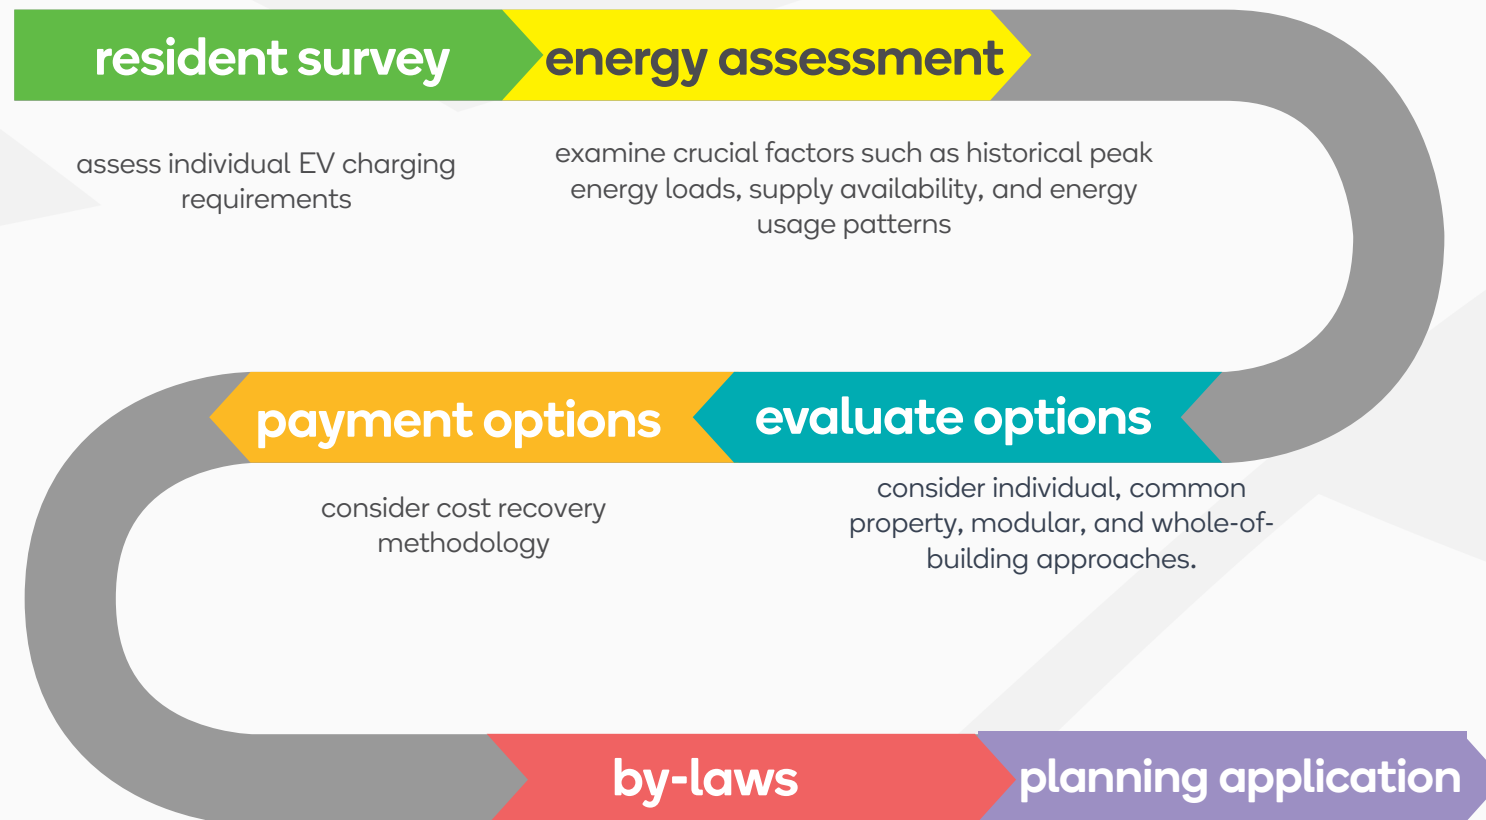 resident survey
energy assessment
assess individual EV charging
requirements
examine crucial factors such as historical peak
energy loads, supply availability, and energy
usage patterns
evaluate options
consider individual, common
property, modular, and whole-of-
building approaches.
payment options
consider cost recovery
methodology
by-laws
planning application